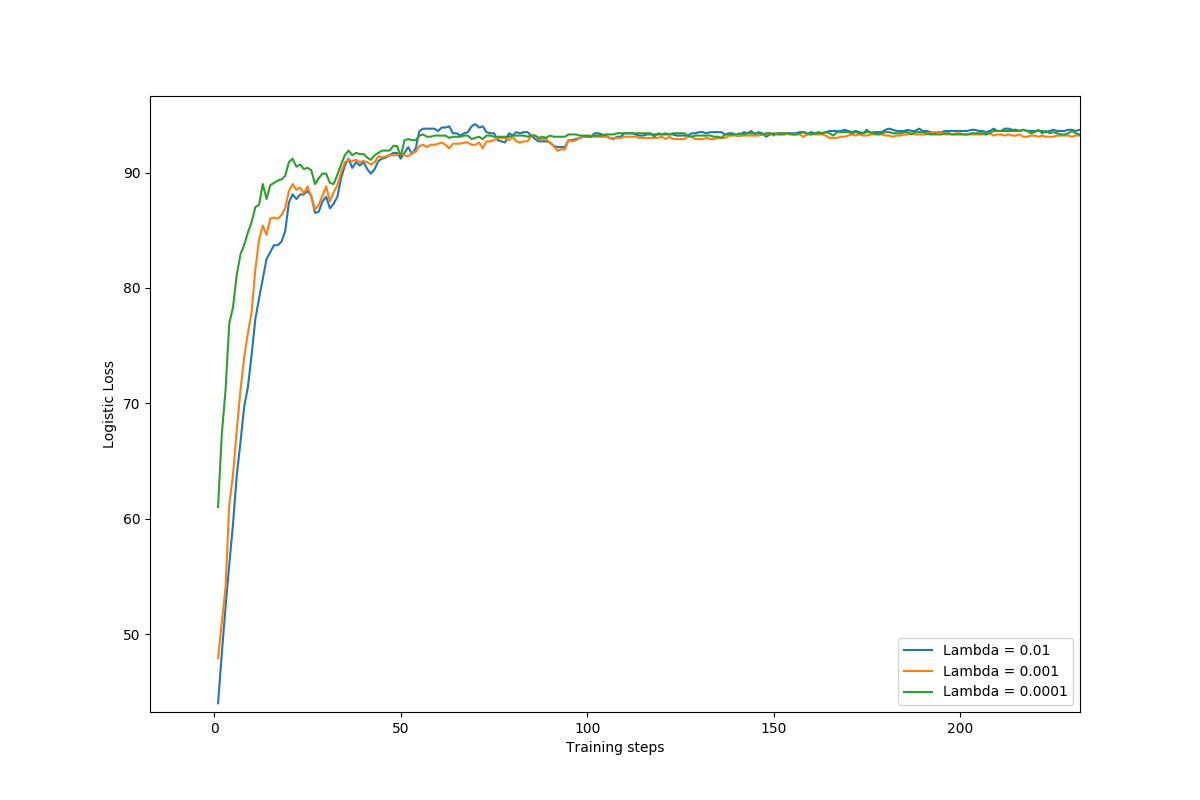 90
80
70
60
50
Logistic Loss
0
50
100
150
200
Training steps
Lambda = 0.01
Lambda = 0.001
Lambda = 0.0001